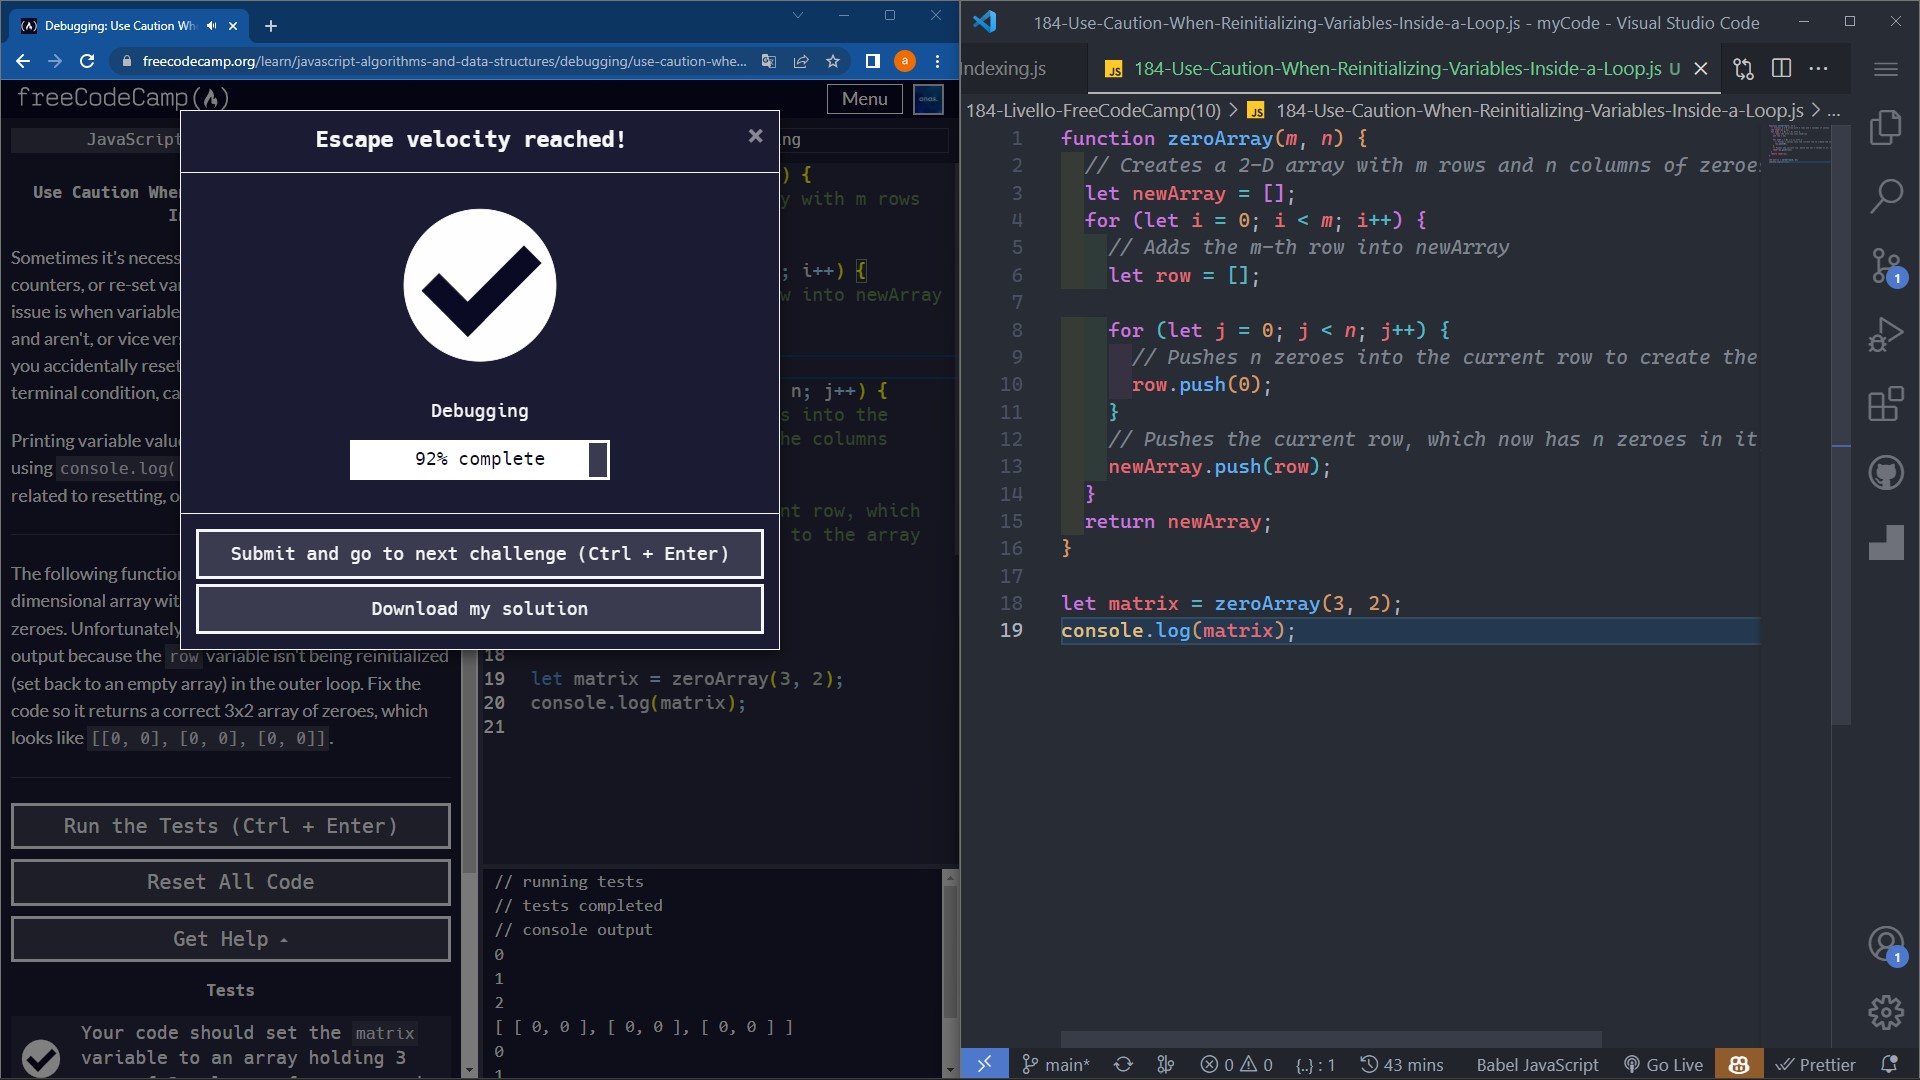 Debugging: Use Caution Wh
freecodecamp.org/learn/javascript-algorithms-and-data-structures/debugging/use-caution-whe...
a
freeCodeCamp
Menu
JavaScript
ng
Escape velocity reached!
Debugging
92% complete
Submit and go to next challenge (Ctrl + Enter)
Download my solution
Use Caution Whe
Sometimes it's necess
counters, or re-set va
issue is when variable
and aren't, or vice ver
you accidentally reset
terminal condition, ca
Printing variable valu
using console.log(
related to resetting, o
The following function
dimensional array wit
zeroes. Unfortunately
output because the row variable isn't being reinitialized
(set back to an empty array) in the outer loop. Fix the
code so it returns a correct 3x2 array of zeroes, which
looks like [[0, 0], [0, 0], [0, 0]].
Run the Tests (Ctrl + Enter)
Reset All Code
Get Help
Tests
Your code should set the matrix
variable to an array holding 3
) {
y with m rows
; i++) {
w into newArray
n; j++) {
s into the
he columns
nt row, which
to the array
18
19 let matrix = zeroArray(3, 2);
20 console.log(matrix);
21
// running tests
// tests completed
// console output
0
1
2
[ [ 0, 0 ], [ 0, 0 ], [ 0, 0 ] ]
0
1
184-Use-Caution-When-Reinitializing-Variables-Inside-a-Loop.js - myCode - Visual Studio Code
Indexing.js
JS 184-Use-Caution-When-Reinitializing-Variables-Inside-a-Loop.js U
184-Livello-FreeCodeCamp(10) > JS 184-Use-Caution-When-Reinitializing-Variables-Inside-a-Loop.js > ...
1 function zeroArray(m, n) {
2 // Creates a 2-D array with m rows and n columns of zeroe
3 let newArray = [];
4 for (let i = 0; i < m; i++) {
5 // Adds the m-th row into newArray
6 let row = [];
7
8 for (let j = 0; j < n; j++) {
9 // Pushes n zeroes into the current row to create the
10 row.push(0);
11 }
12 // Pushes the current row, which now has n zeroes in it
13 newArray.push(row);
14 }
15 return newArray;
16 }
17
18 let matrix = zeroArray(3, 2);
19 console.log(matrix);
1
1
main* 0 0 {..} : 1 43 mins Babel JavaScript Go Live Prettier